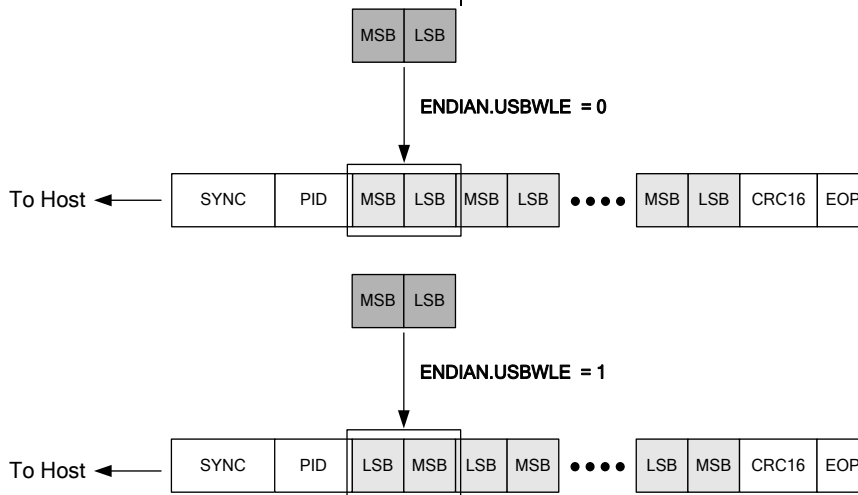 MSB LSB
ENDIAN.USBWLE = 0
To Host SYNC PID MSB LSB MSB LSB MSB LSB CRC16 EOP
MSB LSB
ENDIAN.USBWLE = 1
To Host SYNC PID LSB MSB LSB MSB LSB MSB CRC16 EOP